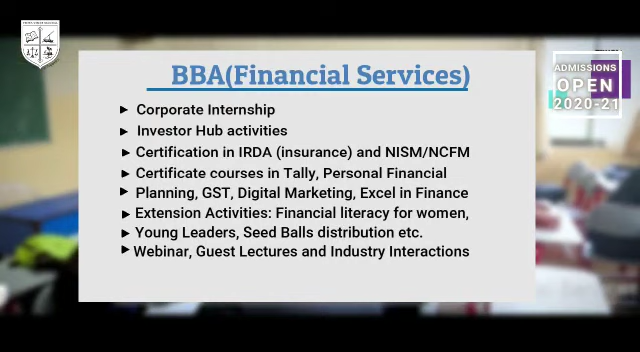 BBA(Financial Services)
► Corporate Internship
► Investor Hub activities
► Certification in IRDA (insurance) and NISM/NCFM
► Certificate courses in Tally, Personal Financial
► Planning, GST, Digital Marketing, Excel in Finance
► Extension Activities: Financial literacy for women,
► Young Leaders, Seed Balls distribution etc.
► Webinar, Guest Lectures and Industry Interactions
ADMISSIONS
OPEN
2020-21